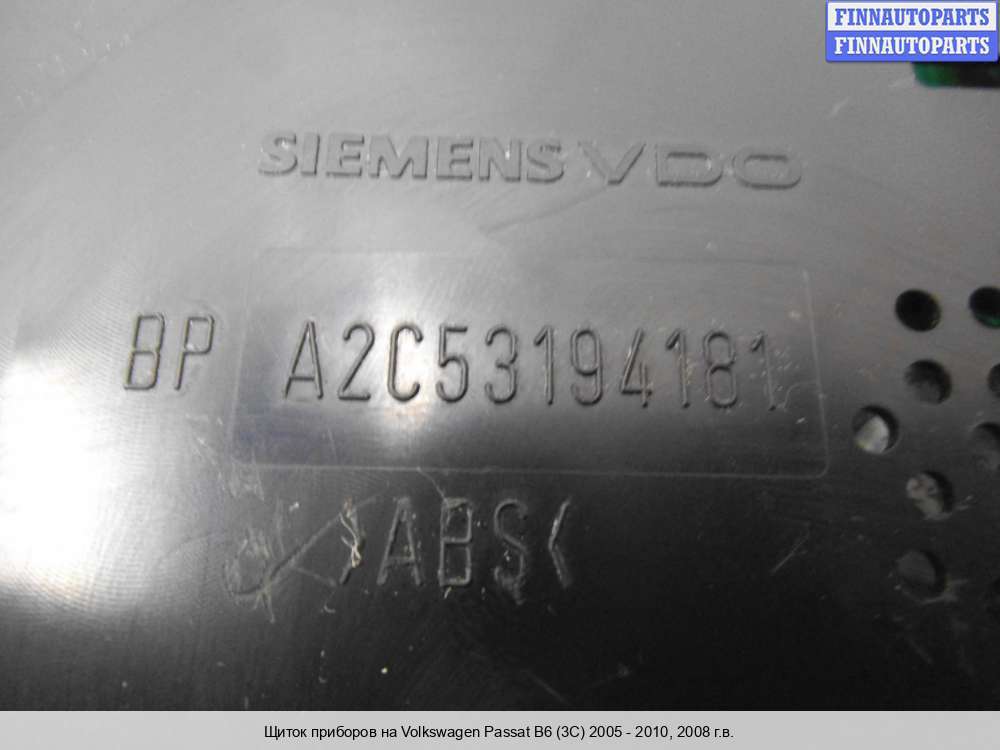 FINNAUTOPARTS
FINNAUTOPARTS
SIEMENS VDO
BP A2C53194181
>ABS<
Щиток приборов на Volkswagen Passat B6 (3C) 2005 - 2010, 2008 г.в.